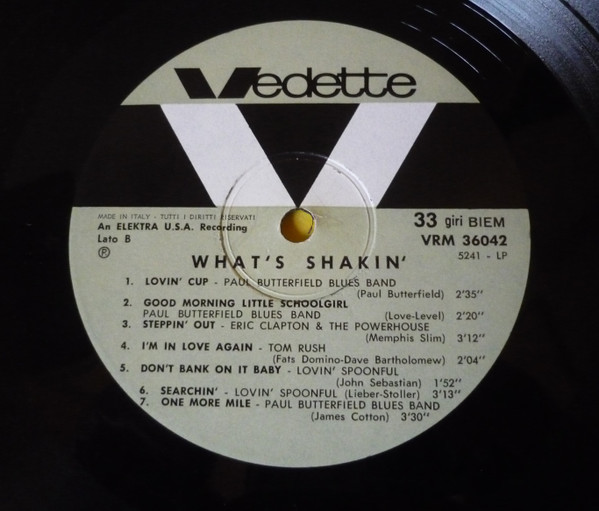 Vedette
MADE IN ITALY - TUTTI I DIRITTI RISERVATI
An ELEKTRA U.S.A. Recording
Lato B
℗
33 giri BIEM
VRM 36042
5241 - LP
WHAT'S SHAKIN'
1. LOVIN' CUP - PAUL BUTTERFIELD BLUES BAND
(Paul Butterfield) 2'35''
2. GOOD MORNING LITTLE SCHOOLGIRL
PAUL BUTTERFIELD BLUES BAND (Love-Level) 2'20''
3. STEPPIN' OUT - ERIC CLAPTON & THE POWERHOUSE
(Memphis Slim) 3'12''
4. I'M IN LOVE AGAIN - TOM RUSH
(Fats Domino-Dave Bartholomew) 2'04''
5. DON'T BANK ON IT BABY - LOVIN' SPOONFUL
(John Sebastian) 1'52''
6. SEARCHIN' - LOVIN' SPOONFUL (Lieber-Stoller) 3'13''
7. ONE MORE MILE - PAUL BUTTERFIELD BLUES BAND
(James Cotton) 3'30''